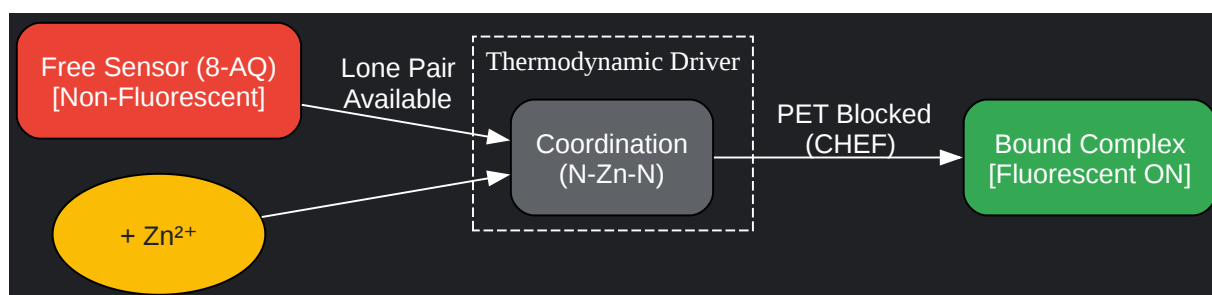 Free Sensor (8-AQ)
[Non-Fluorescent]
+ Zn²⁺
Lone Pair
Available
Thermodynamic Driver
Coordination
(N-Zn-N)
PET Blocked
(CHEF)
Bound Complex
[Fluorescent ON]